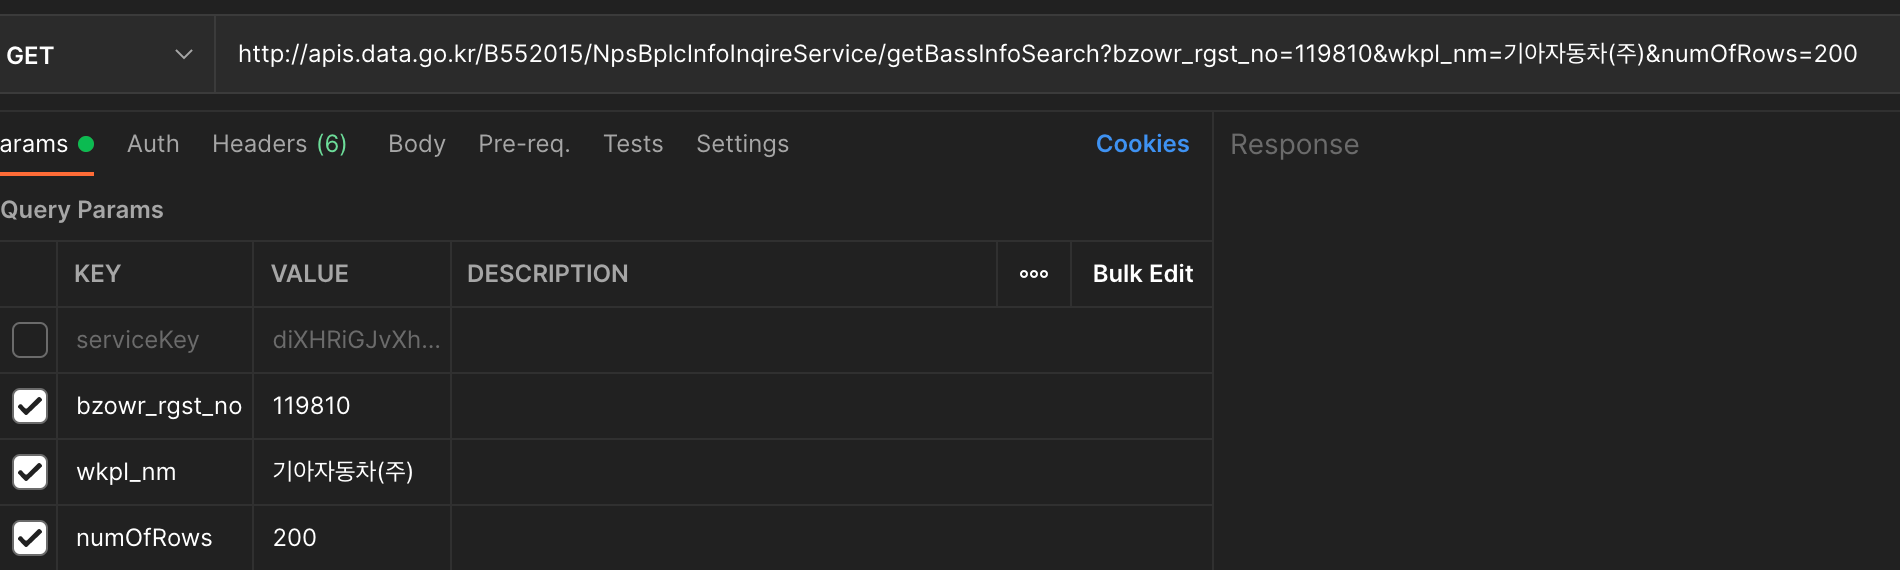 GET http://apis.data.go.kr/B552015/NpsBplcInfoInqireService/getBassInfoSearch?bzowr_rgst_no=119810&wkpl_nm=기아자동차(주)&numOfRows=200
arams Auth Headers (6) Body Pre-req. Tests Settings Cookies Response
Query Params
KEY VALUE DESCRIPTION ooo Bulk Edit
serviceKey diXHRiGJvXh...
bzowr_rgst_no 119810
wkpl_nm 기아자동차(주)
numOfRows 200